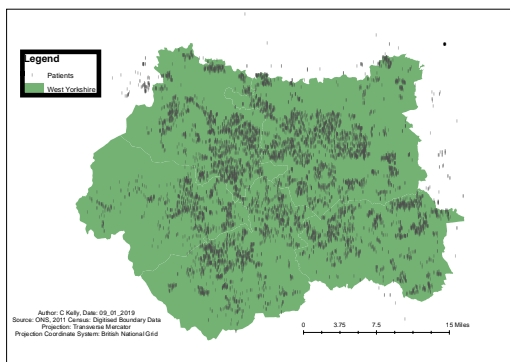 Legend
Patients
West Yorkshire
Author: C Kelly, Date: 09_01_2019
Source: ONS, 2011 Census: Digitised Boundary Data
Projection: Transverse Mercator
Projection Coordinate System: British National Grid
0 3.75 7.5 15 Miles